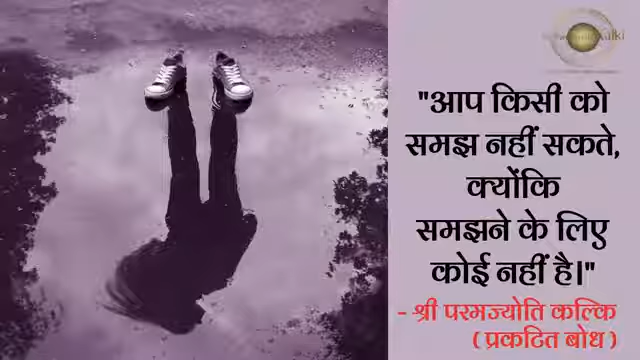 "आप किसी को
समझ नहीं सकते,
क्योंकि
समझने के लिए
कोई नहीं है।"
- श्री परमज्योति कल्कि
( प्रकटित बोध )